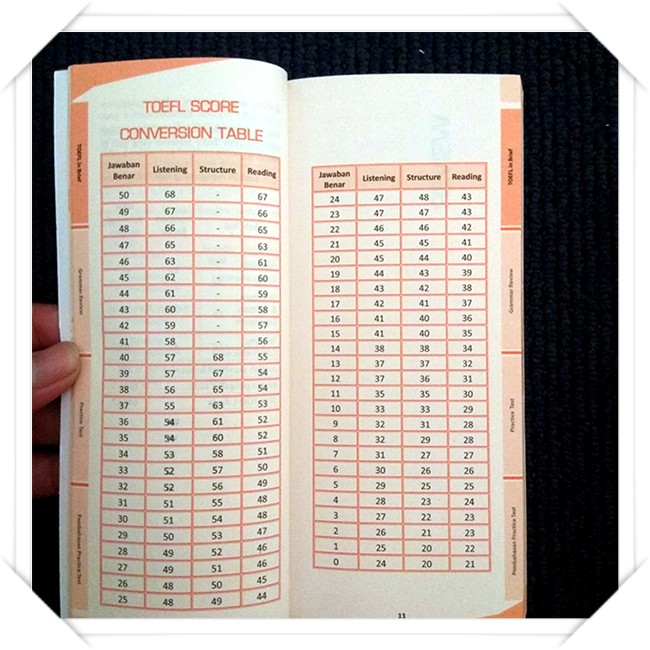 TOEFL SCORE
CONVERSION TABLE
Jawaban Benar Listening Structure Reading
50 68 - 67
49 67 - 66
48 66 - 65
47 65 - 63
46 63 - 61
45 62 - 60
44 61 - 59
43 60 - 58
42 59 - 57
41 58 - 56
40 57 68 55
39 57 67 54
38 56 65 54
37 55 63 53
36 54 61 52
35 54 60 52
34 53 58 51
33 52 57 50
32 52 56 49
31 51 55 48
30 51 54 48
29 50 53 47
28 49 52 46
27 49 51 46
26 48 50 45
25 48 49 44
TOEFL in Brief
Grammar Review
Practice Test
Pembahasan Practice Test
Jawaban Benar Listening Structure Reading
24 47 48 43
23 47 47 43
22 46 46 42
21 45 45 41
20 45 44 40
19 44 43 39
18 43 42 38
17 42 41 37
16 41 40 36
15 41 40 35
14 38 38 34
13 37 37 32
12 37 36 31
11 35 35 30
10 33 33 29
9 32 31 28
8 32 29 28
7 31 27 27
6 30 26 26
5 29 25 25
4 28 23 24
3 27 22 23
2 26 21 23
1 25 20 22
0 24 20 21
TOEFL in Brief
Grammar Review
Practice Test
Pembahasan Practice Test
11